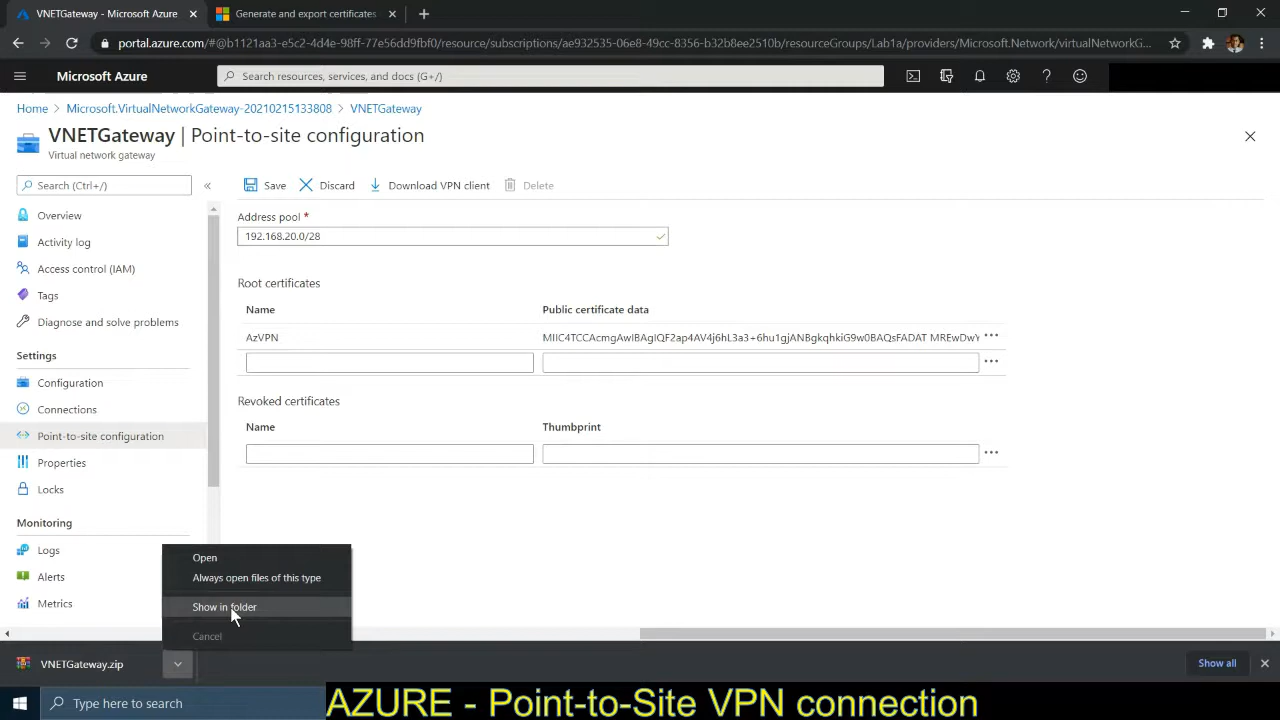 VNETGateway - Microsoft Azure
Generate and export certificates
portal.azure.com/#@b1121aa3-e5c2-4d4e-98ff-77e56dd9fbf0/resource/subscriptions/ae932535-06e8-49cc-8356-b32b8ee2510b/resourceGroups/Lab1a/providers/Microsoft.Network/virtualNetworkG...
Microsoft Azure
Search resources, services, and docs (G+/)
Home > Microsoft.VirtualNetworkGateway-20210215133808 > VNETGateway
VNETGateway | Point-to-site configuration
Virtual network gateway
Search (Ctrl+/)
«
Save
Discard
Download VPN client
Delete
Overview
Activity log
Access control (IAM)
Tags
Diagnose and solve problems
Settings
Configuration
Connections
Point-to-site configuration
Properties
Locks
Monitoring
Logs
Alerts
Metrics
Address pool *
192.168.20.0/28
Root certificates
Name
Public certificate data
AzVPN
MIIC4TCCAcmgAwIBAgIQF2ap4AV4j6hL3a3+6hu1gjANBgkqhkiG9w0BAQsFADAT MREwDwY
Revoked certificates
Name
Thumbprint
Open
Always open files of this type
Show in folder
Cancel
VNETGateway.zip
Show all
Type here to search
AZURE - Point-to-Site VPN connection